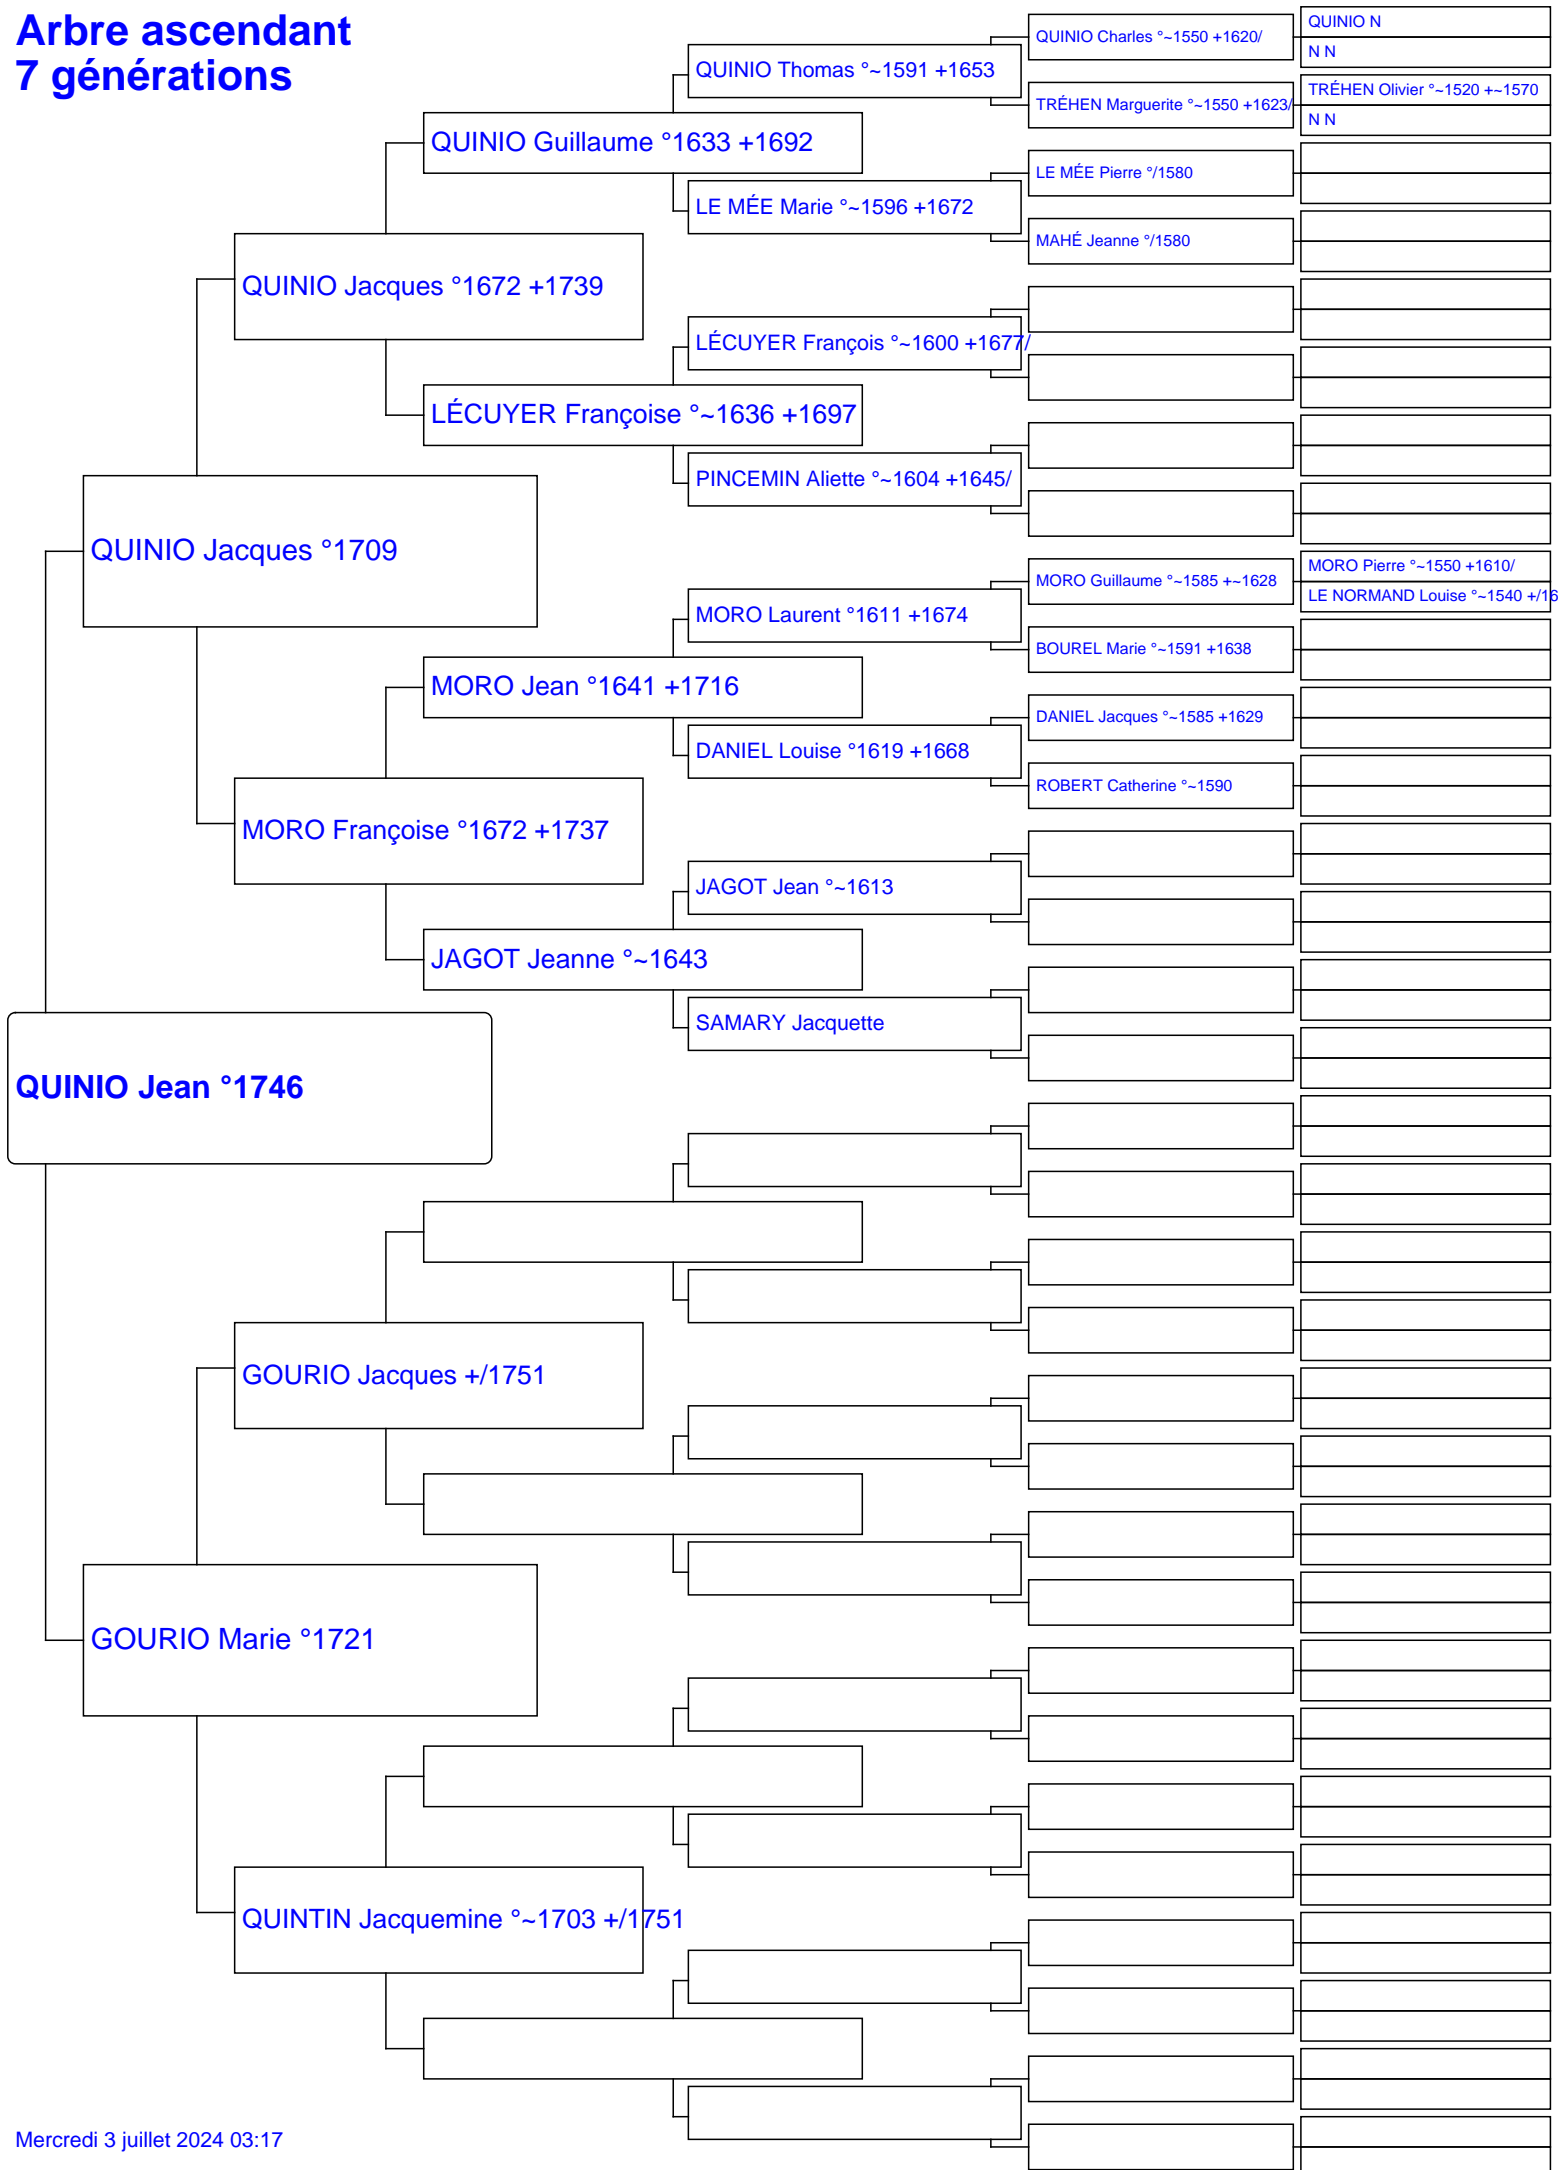 Arbre ascendant
7 générations
QUINIO Jean °1746
QUINIO Jacques °1709
GOURIO Marie °1721
QUINIO Jacques °1672 +1739
MORO Françoise °1672 +1737
GOURIO Jacques +/1751
QUINTIN Jacquemine °~1703 +/1751
QUINIO Guillaume °1633 +1692
LÉCUYER Françoise °~1636 +1697
MORO Jean °1641 +1716
JAGOT Jeanne °~1643
QUINIO Thomas °~1591 +1653
LE MÉE Marie °~1596 +1672
LÉCUYER François °~1600 +1677/
PINCEMIN Aliette °~1604 +1645/
MORO Laurent °1611 +1674
DANIEL Louise °1619 +1668
JAGOT Jean °~1613
SAMARY Jacquette
QUINIO Charles °~1550 +1620/
TRÉHEN Marguerite °~1550 +1623/
LE MÉE Pierre °/1580
MAHÉ Jeanne °/1580
MORO Guillaume °~1585 +~1628
BOUREL Marie °~1591 +1638
DANIEL Jacques °~1585 +1629
ROBERT Catherine °~1590
QUINIO N
N N
TRÉHEN Olivier °~1520 +~1570
N N
MORO Pierre °~1550 +1610/
LE NORMAND Louise °~1540 +/16
Mercredi 3 juillet 2024 03:17